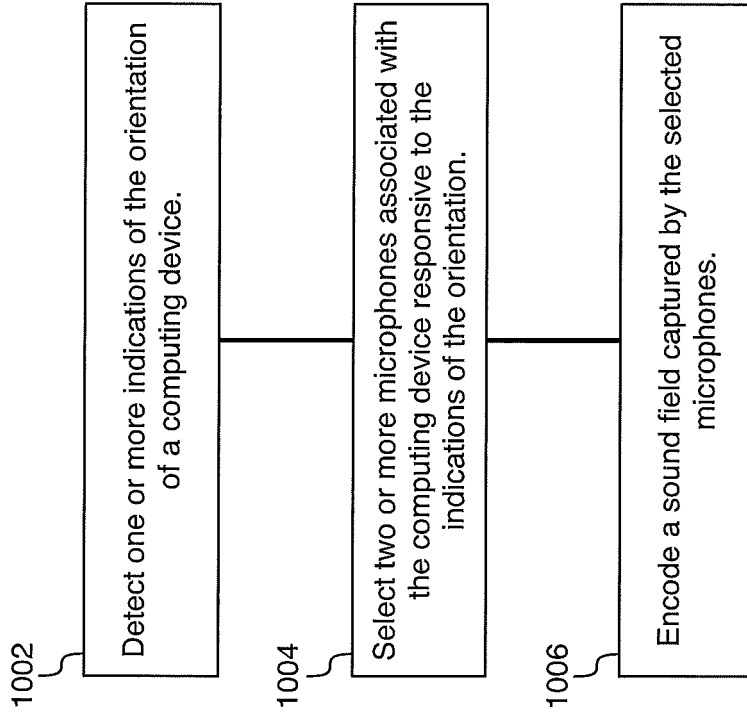 1002
Detect one or more indications of the orientation
of a computing device.
1004
Select two or more microphones associated with
the computing device responsive to the
indications of the orientation.
1006
Encode a sound field captured by the selected
microphones.